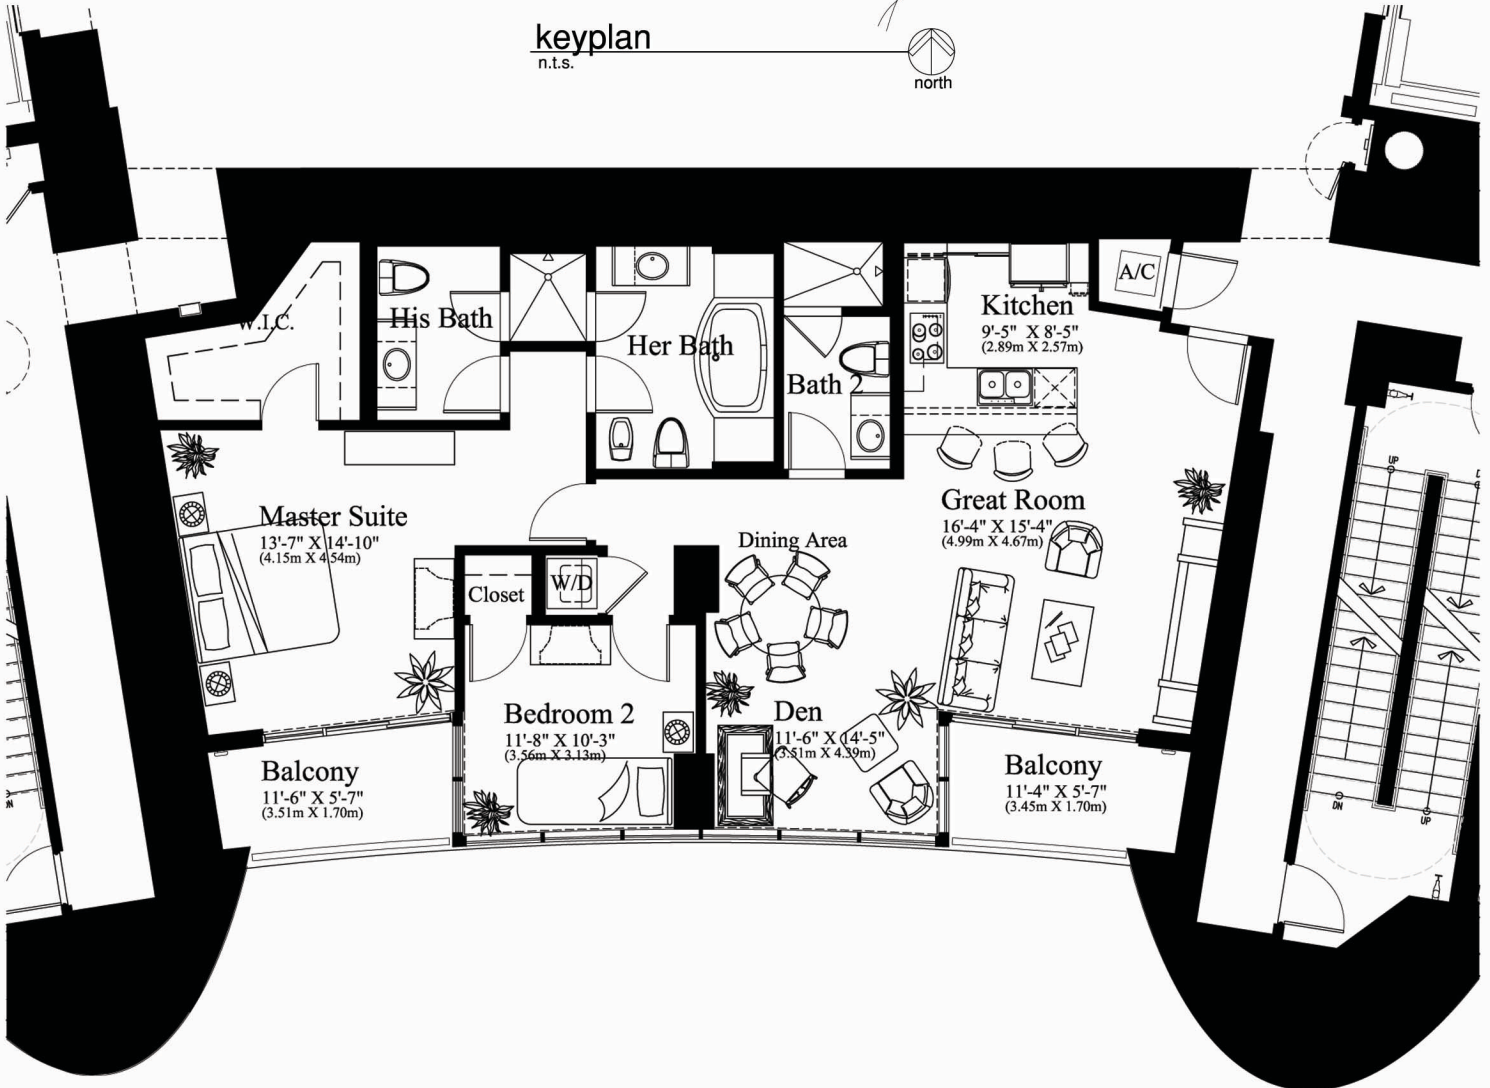 keyplan
n.t.s.
north
A/C
W.I.C.
His Bath
Her Bath
Bath 2
Kitchen
9'-5" X 8'-5"
(2.89m X 2.57m)
Master Suite
13'-7" X 14'-10"
(4.15m X 4.54m)
Great Room
16'-4" X 15'-4"
(4.99m X 4.67m)
Dining Area
Closet
W/D
Bedroom 2
11'-8" X 10'-3"
(3.56m X 3.13m)
Den
11'-6" X 14'-5"
(3.51m X 4.39m)
Balcony
11'-6" X 5'-7"
(3.51m X 1.70m)
Balcony
11'-4" X 5'-7"
(3.45m X 1.70m)
UP
DN
UP
DN